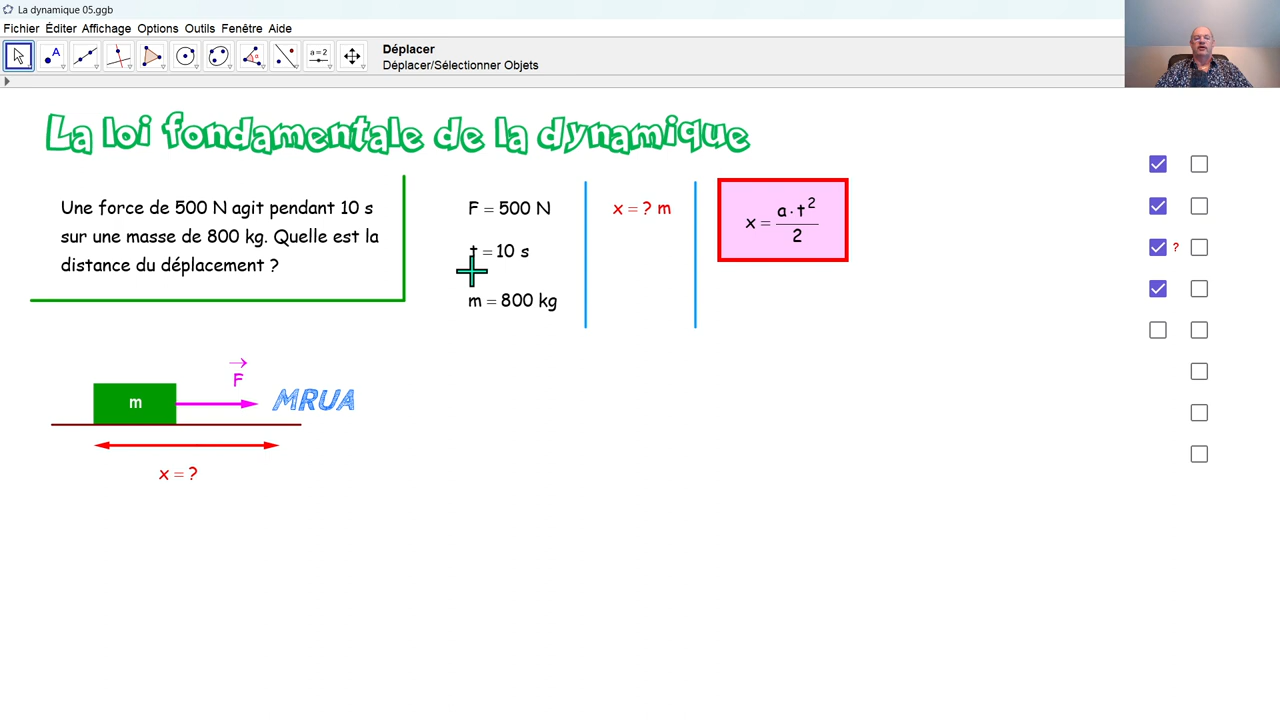 La dynamique 05.ggb
Fichier Éditer Affichage Options Outils Fenêtre Aide
A
a=2
Déplacer
Déplacer/Sélectionner Objets
La loi fondamentale de la dynamique
Une force de 500 N agit pendant 10 s
sur une masse de 800 kg. Quelle est la
distance du déplacement ?
F = 500 N
t = 10 s
m = 800 kg
x = ? m
x = a · t² / 2
?
F
m
MRUA
x = ?